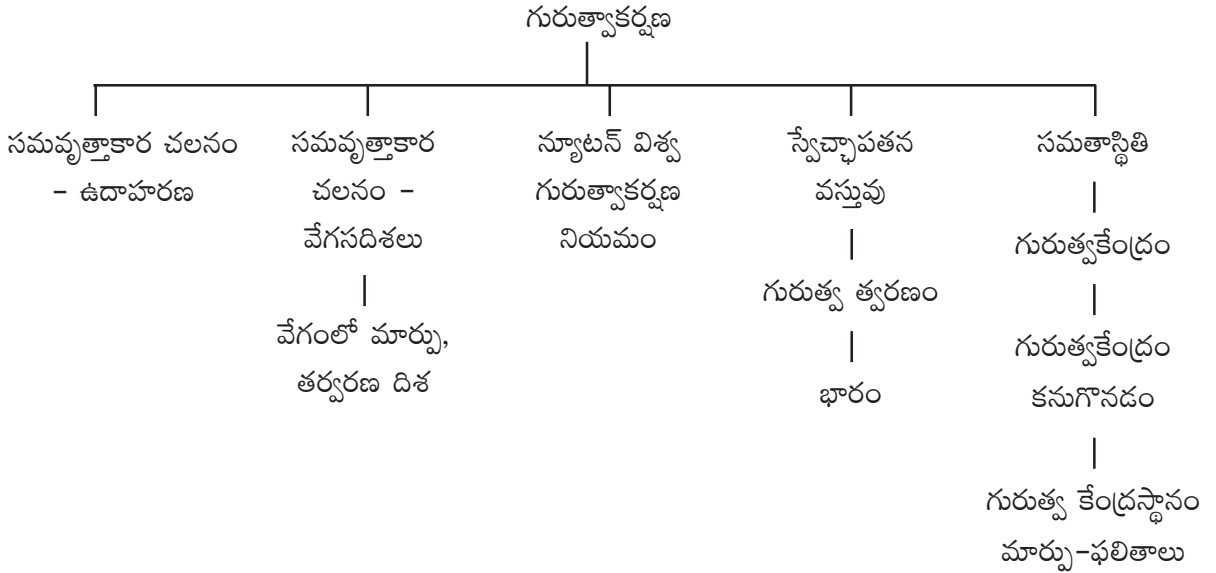 గురుత్వాకర్షణ
సమవృత్తాకార చలనం
- ఉదాహరణ
సమవృత్తాకార
చలనం -
వేగసదిశలు
వేగంలో మార్పు,
తర్వరణ దిశ
న్యూటన్ విశ్వ
గురుత్వాకర్షణ
నియమం
స్వేచ్ఛాపతన
వస్తువు
గురుత్వ త్వరణం
భారం
సమతాస్థితి
గురుత్వకేంద్రం
గురుత్వకేంద్రం
కనుగొనడం
గురుత్వ కేంద్రస్థానం
మార్పు-ఫలితాలు